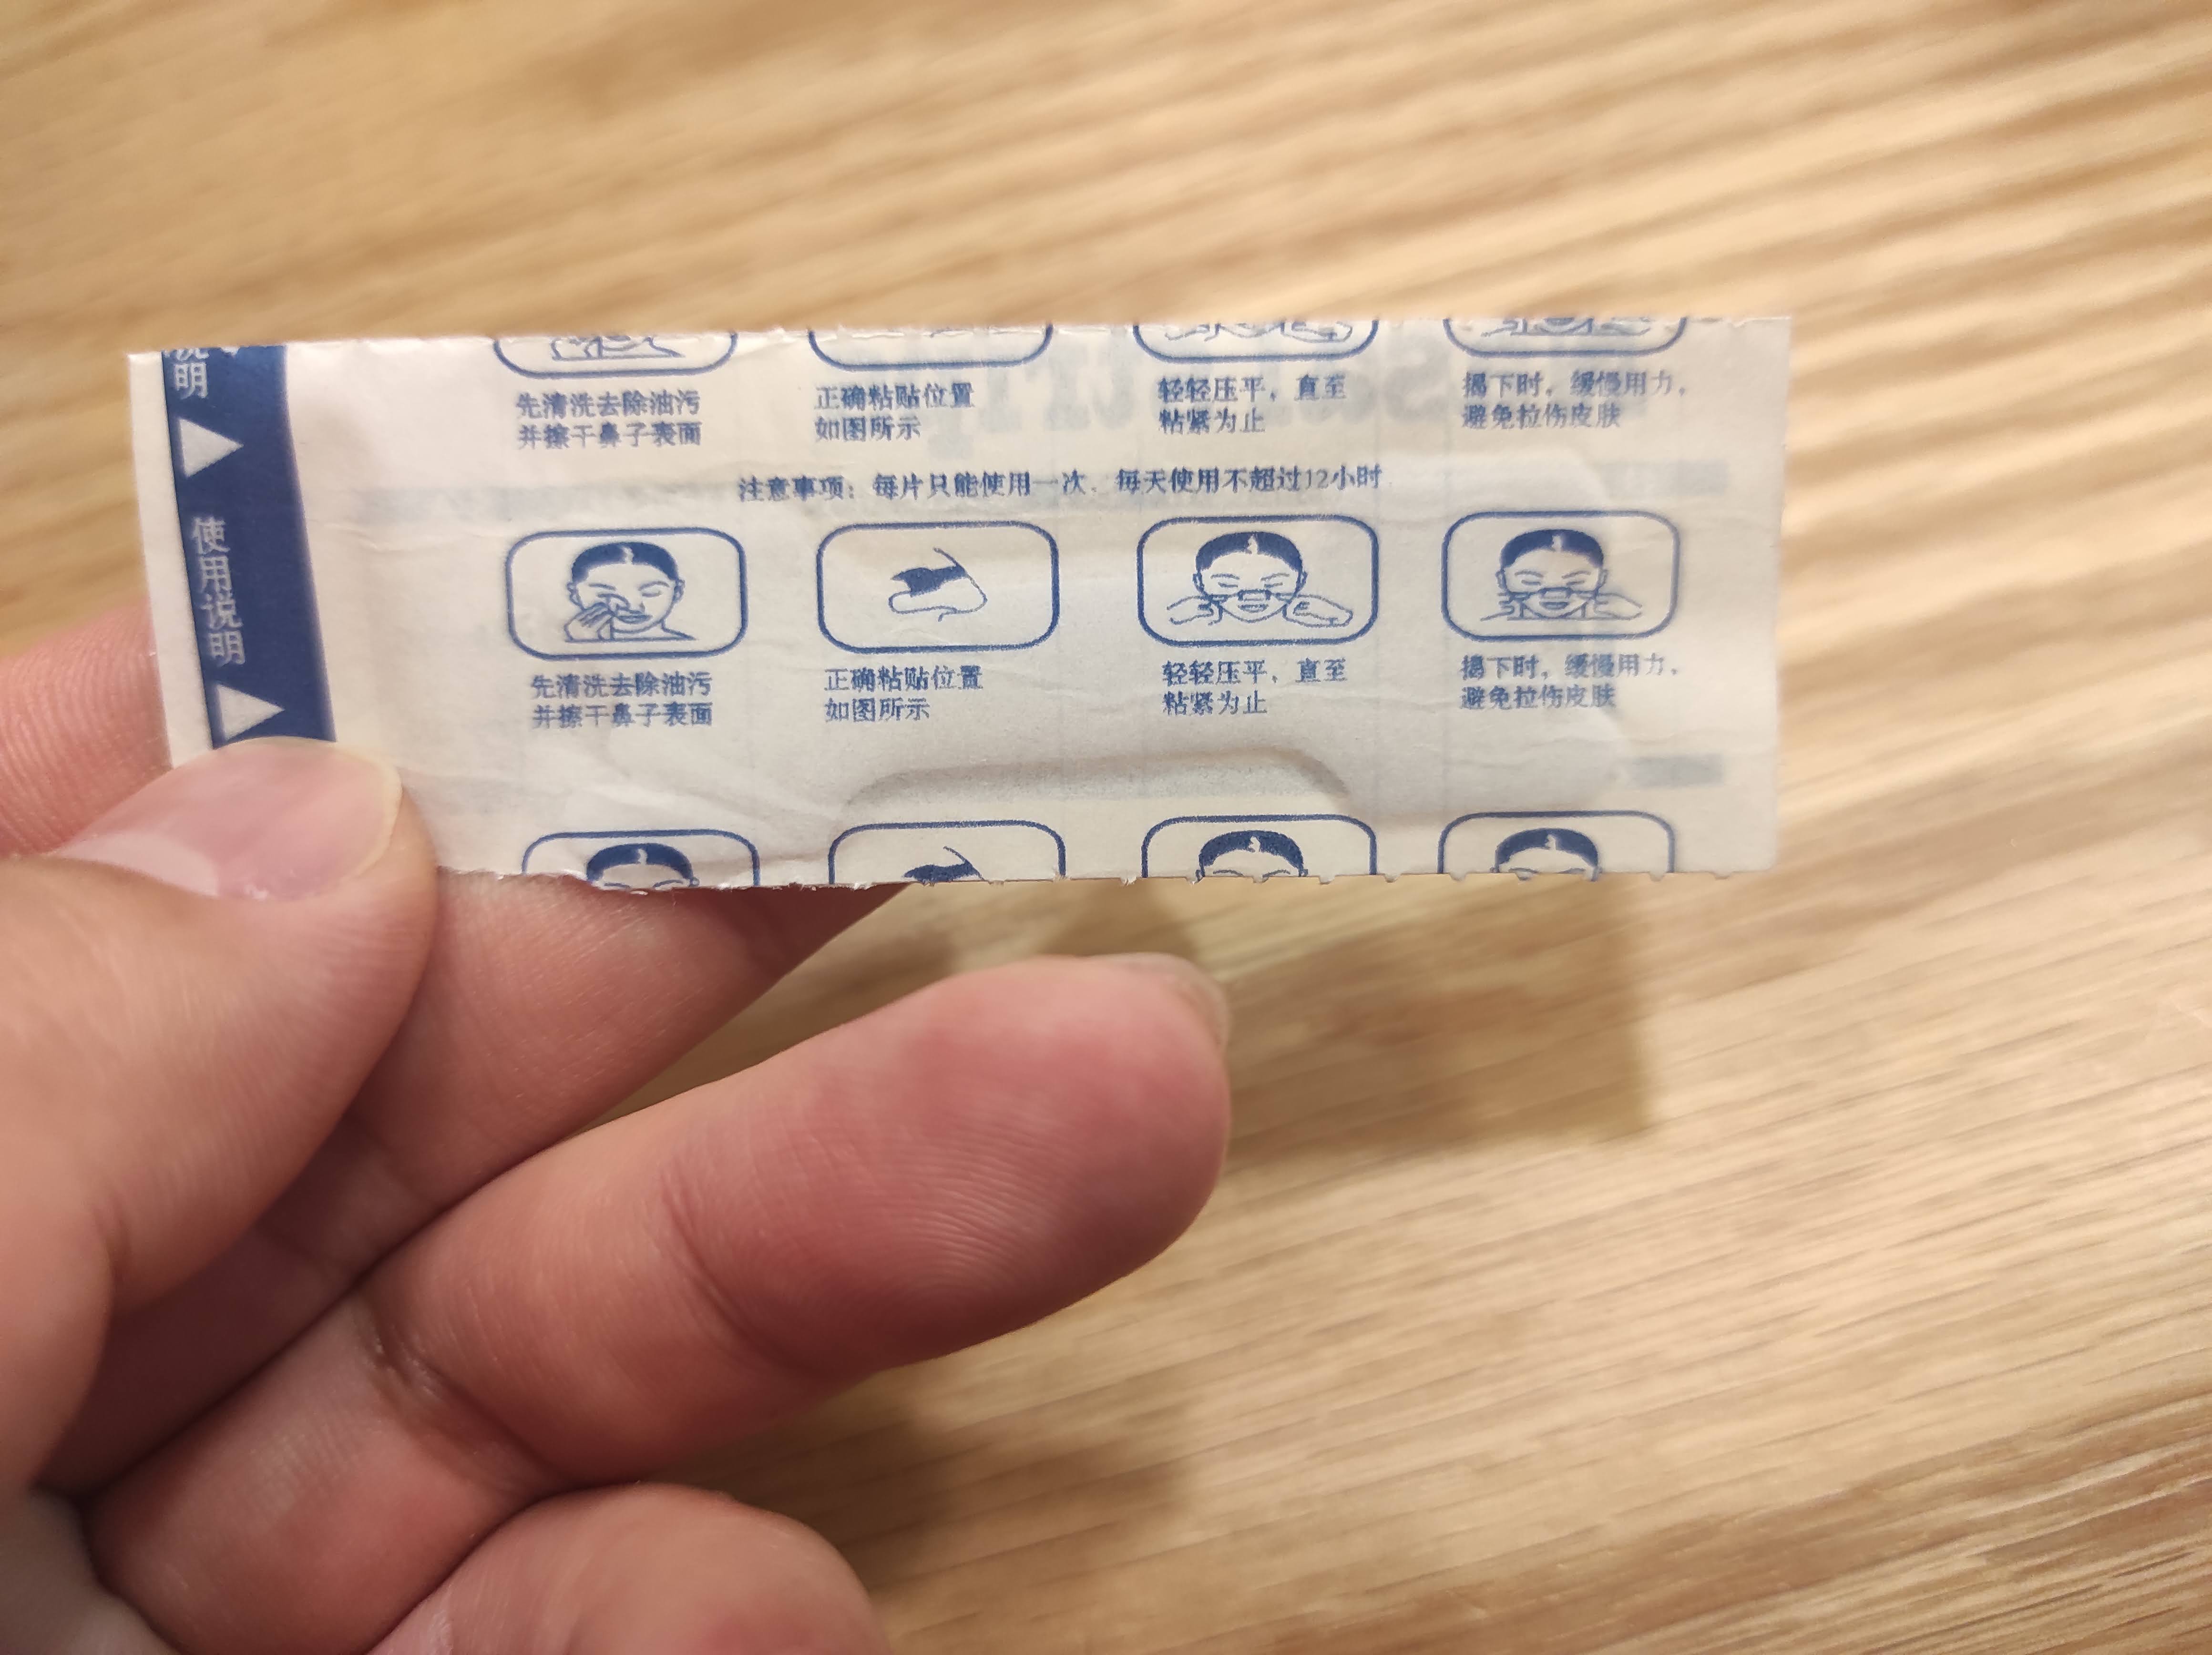 说明
先清洗去除油污
并擦干鼻子表面
正确粘贴位置
如图所示
轻轻压平，直至
粘紧为止
揭下时，缓慢用力，
避免拉伤皮肤
注意事项：每片只能使用一次、每天使用不超过12小时
使用说明
先清洗去除油污
并擦干鼻子表面
正确粘贴位置
如图所示
轻轻压平，直至
粘紧为止
揭下时，缓慢用力，
避免拉伤皮肤